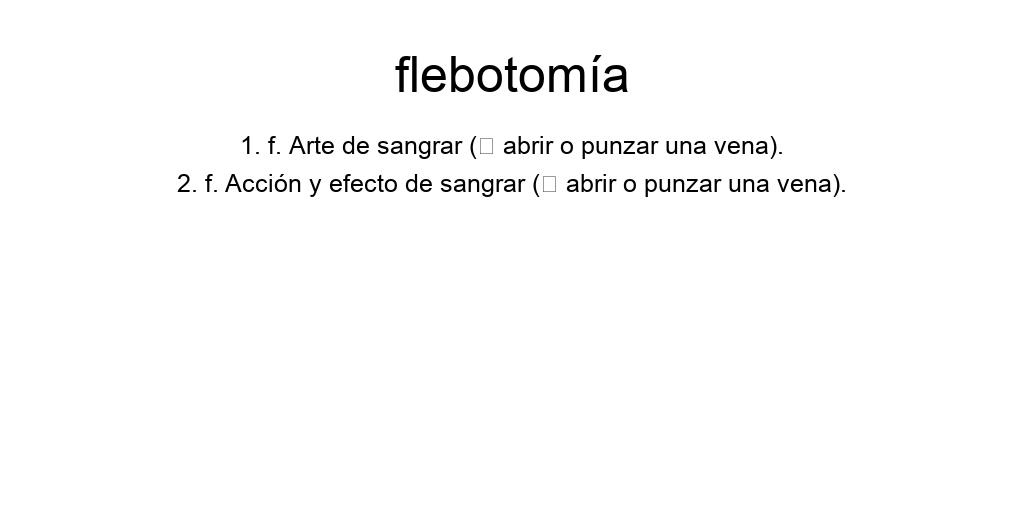 flebotomía
1. f. Arte de sangrar (□ abrir o punzar una vena).
2. f. Acción y efecto de sangrar (□ abrir o punzar una vena).